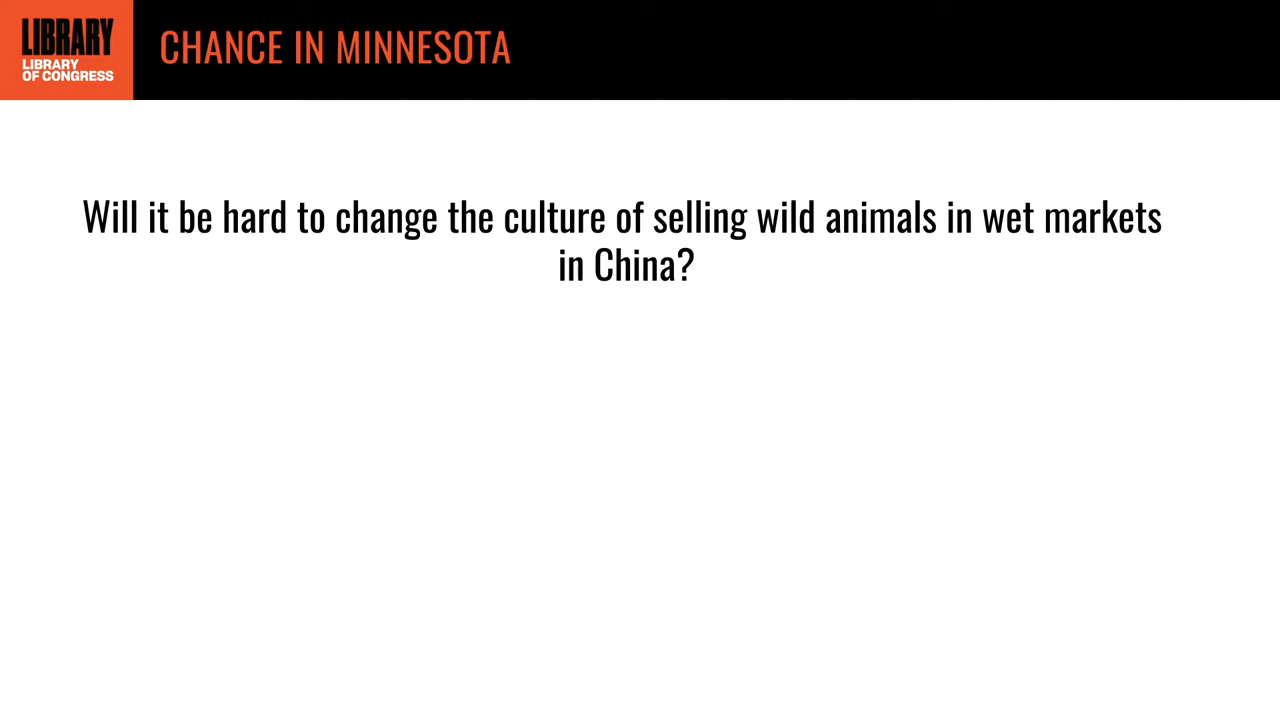 LIBRARY
LIBRARY
OF CONGRESS
CHANCE IN MINNESOTA
Will it be hard to change the culture of selling wild animals in wet markets
in China?